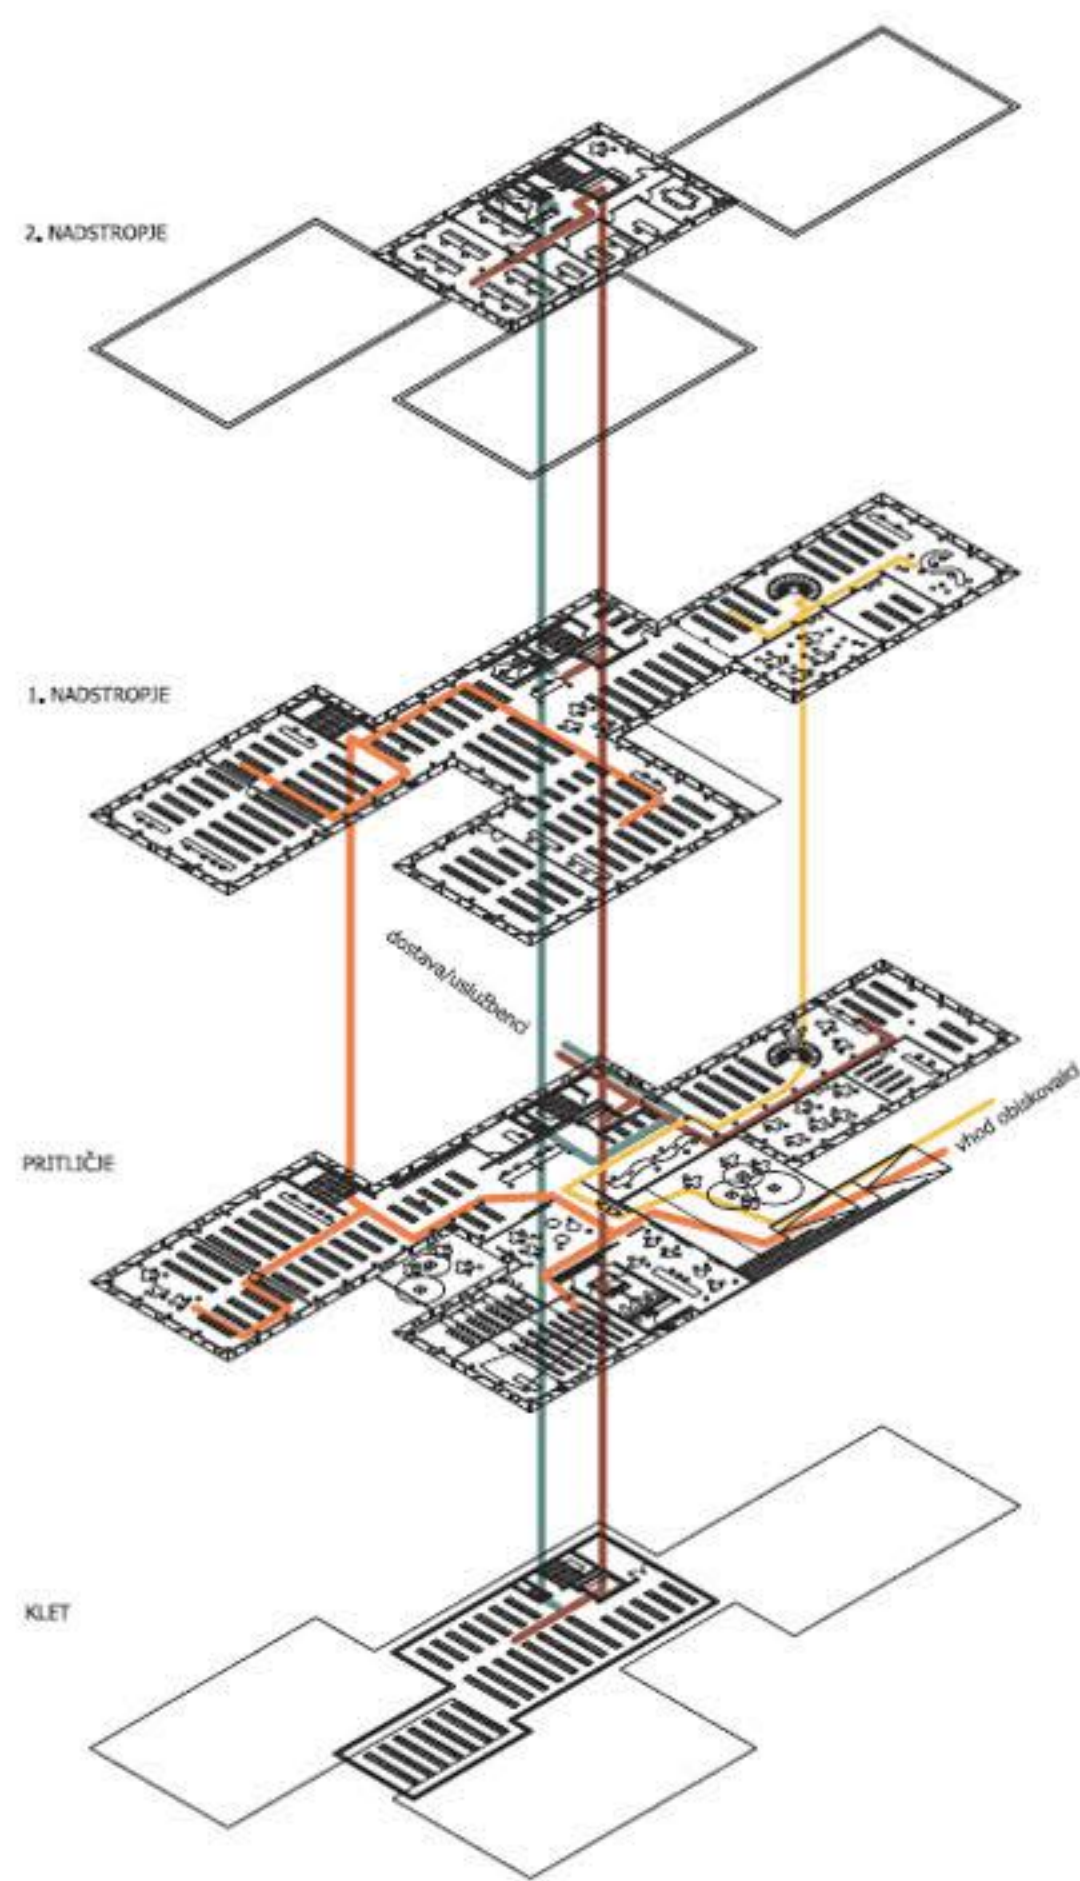 2. NADSTROPJE
1. NADSTROPJE
dostava/uslužbenci
vhod obiskovalci
PRITLIČJE
KLET